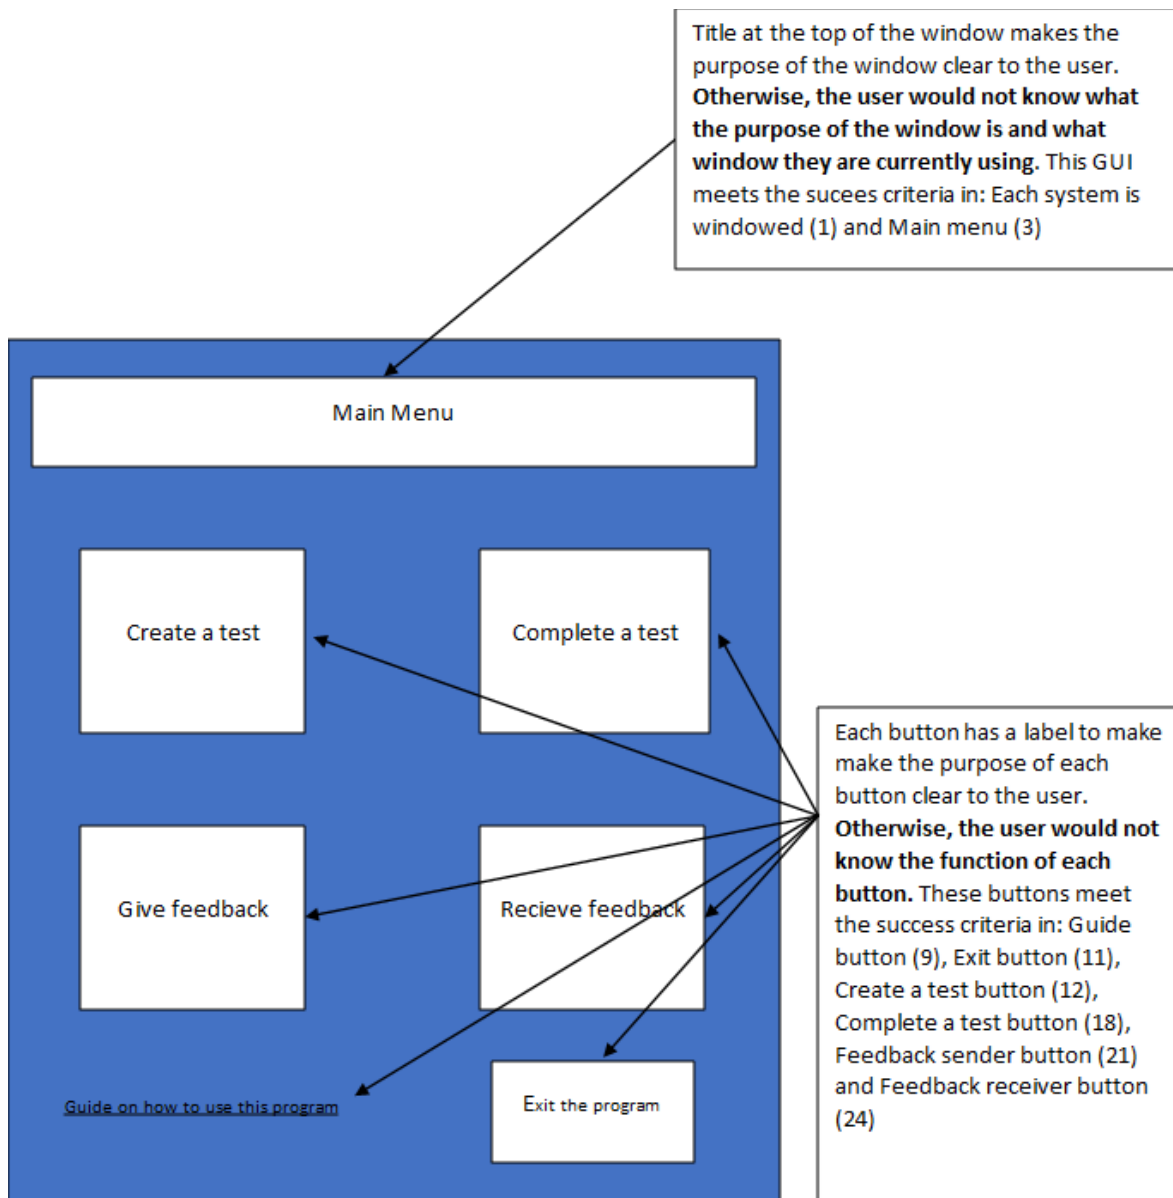 Title at the top of the window makes the
purpose of the window clear to the user.
Otherwise, the user would not know what
the purpose of the window is and what
window they are currently using. This GUI
meets the sucees criteria in: Each system is
windowed (1) and Main menu (3)
Main Menu
Create a test
Complete a test
Each button has a label to make
make the purpose of each
button clear to the user.
Otherwise, the user would not
know the function of each
button. These buttons meet
the success criteria in: Guide
button (9), Exit button (11),
Create a test button (12),
Complete a test button (18),
Feedback sender button (21)
and Feedback receiver button
(24)
Give feedback
Recieve feedback
Guide on how to use this program
Exit the program